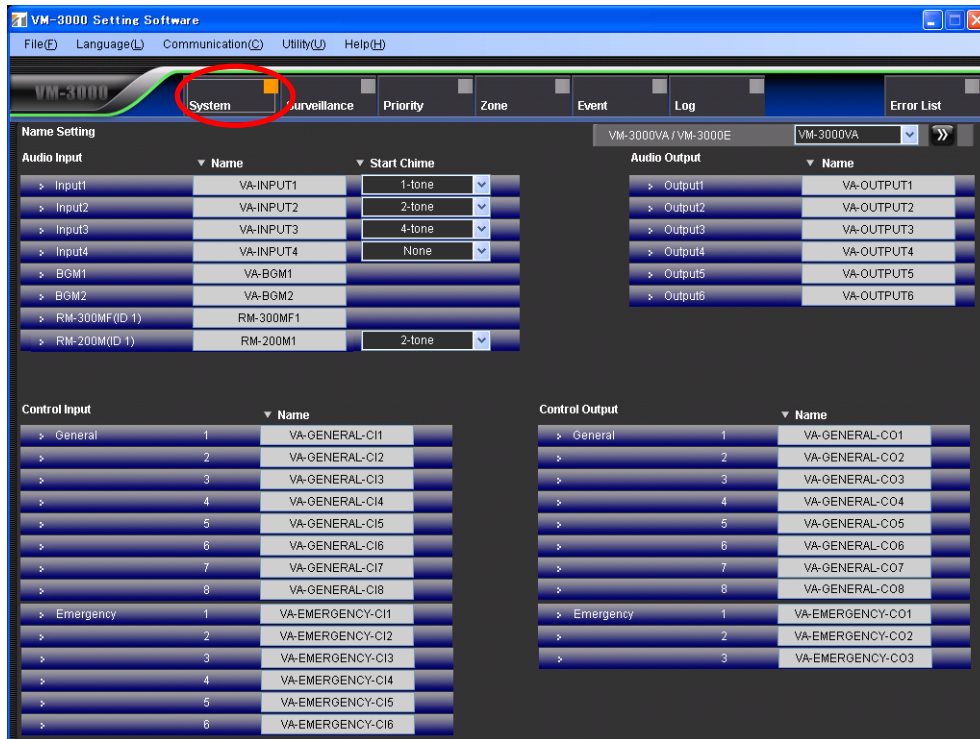 VM-3000 Setting Software
File(F) Language(L) Communication(C) Utility(U) Help(H)
VM-3000
System Surveillance Priority Zone Event Log Error List
Name Setting VM-3000VA / VM-3000E VM-3000VA
Audio Input ▼ Name ▼ Start Chime Audio Output ▼ Name
Input1 VA-INPUT1 1-tone Output1 VA-OUTPUT1
Input2 VA-INPUT2 2-tone Output2 VA-OUTPUT2
Input3 VA-INPUT3 4-tone Output3 VA-OUTPUT3
Input4 VA-INPUT4 None Output4 VA-OUTPUT4
BGM1 VA-BGM1 Output5 VA-OUTPUT5
BGM2 VA-BGM2 Output6 VA-OUTPUT6
RM-300MF(ID 1) RM-300MF1
RM-200M(ID 1) RM-200M1 2-tone
Control Input ▼ Name Control Output ▼ Name
General 1 VA-GENERAL-CI1 General 1 VA-GENERAL-CO1
2 VA-GENERAL-CI2 2 VA-GENERAL-CO2
3 VA-GENERAL-CI3 3 VA-GENERAL-CO3
4 VA-GENERAL-CI4 4 VA-GENERAL-CO4
5 VA-GENERAL-CI5 5 VA-GENERAL-CO5
6 VA-GENERAL-CI6 6 VA-GENERAL-CO6
7 VA-GENERAL-CI7 7 VA-GENERAL-CO7
8 VA-GENERAL-CI8 8 VA-GENERAL-CO8
Emergency 1 VA-EMERGENCY-CI1 Emergency 1 VA-EMERGENCY-CO1
2 VA-EMERGENCY-CI2 2 VA-EMERGENCY-CO2
3 VA-EMERGENCY-CI3 3 VA-EMERGENCY-CO3
4 VA-EMERGENCY-CI4
5 VA-EMERGENCY-CI5
6 VA-EMERGENCY-CI6